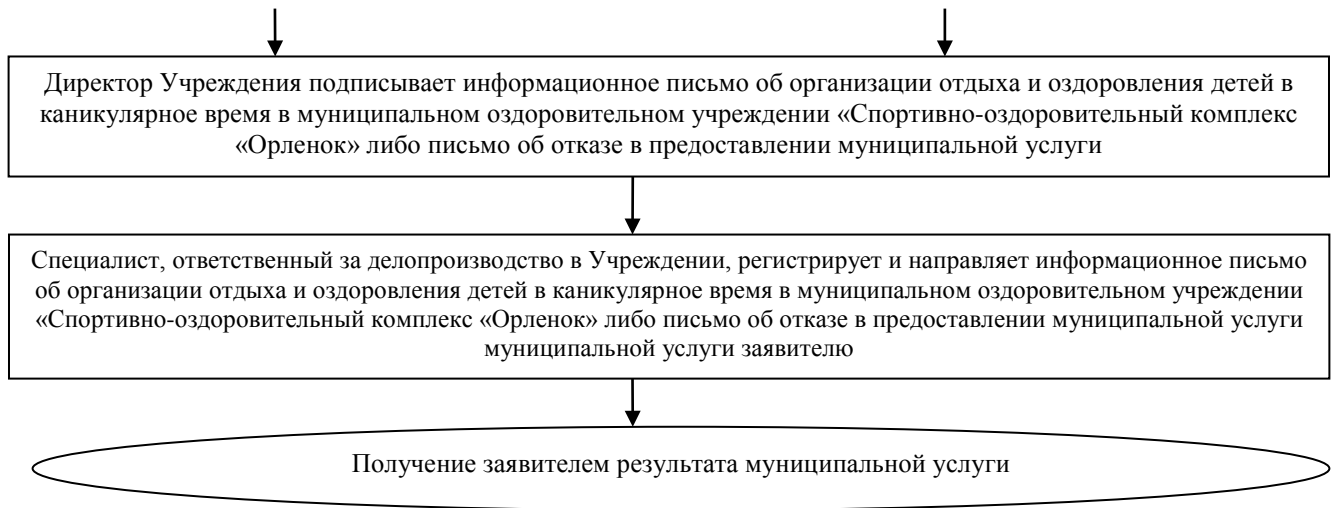 Директор Учреждения подписывает информационное письмо об организации отдыха и оздоровления детей в
каникулярное время в муниципальном оздоровительном учреждении «Спортивно-оздоровительный комплекс
«Орленок» либо письмо об отказе в предоставлении муниципальной услуги
Специалист, ответственный за делопроизводство в Учреждении, регистрирует и направляет информационное письмо
об организации отдыха и оздоровления детей в каникулярное время в муниципальном оздоровительном учреждении
«Спортивно-оздоровительный комплекс «Орленок» либо письмо об отказе в предоставлении муниципальной услуги
муниципальной услуги заявителю
Получение заявителем результата муниципальной услуги